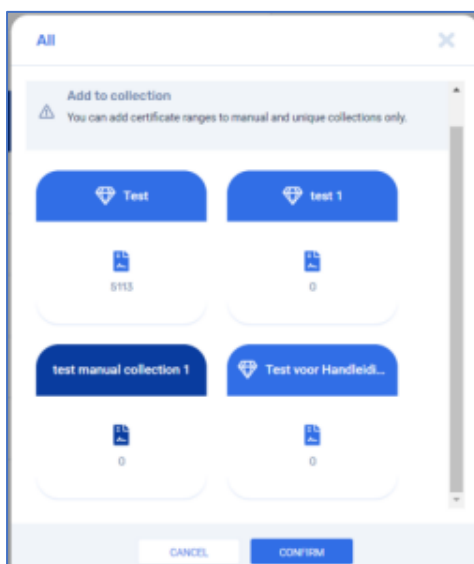 All
Add to collection
You can add certificate ranges to manual and unique collections only.
Test
test 1
5113
0
test manual collection 1
Test voor Handleidi...
0
0
CANCEL
CONFIRM